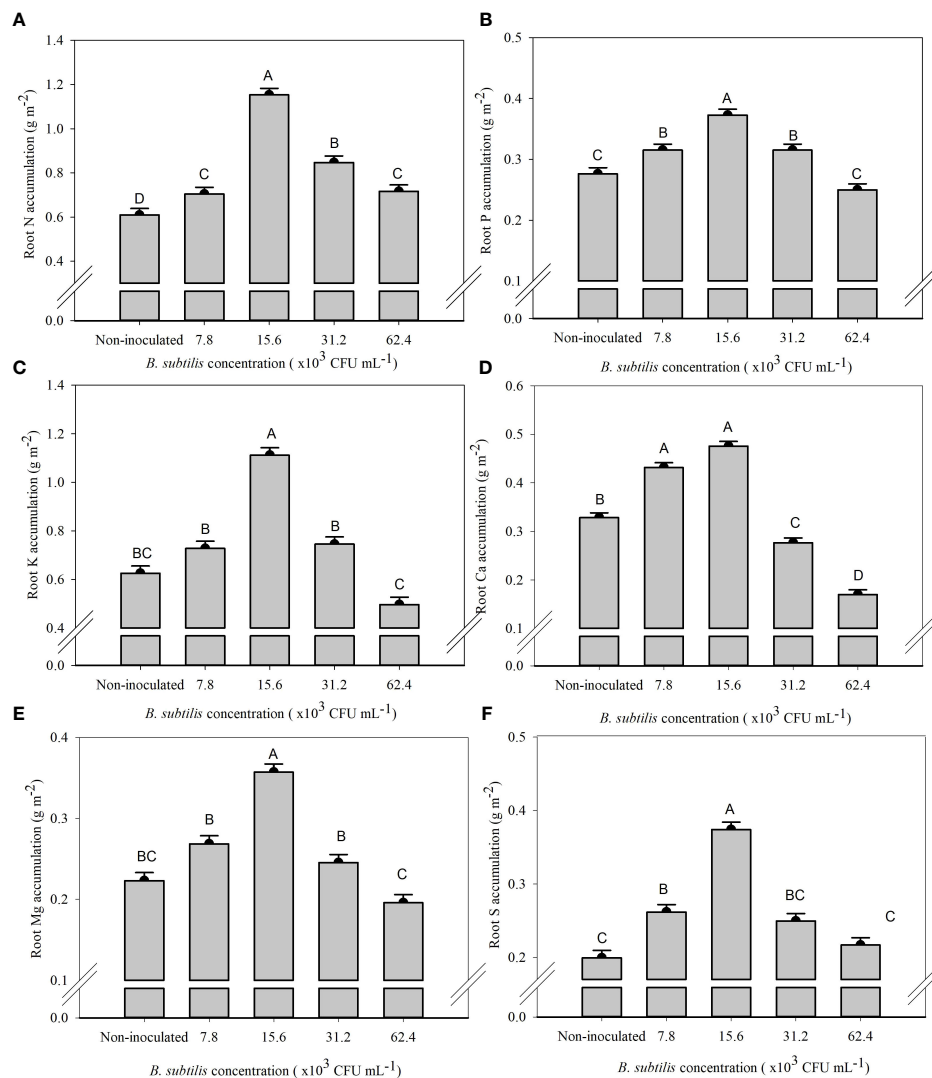 A
Root N accumulation (g m-2)
1.4
1.2
1.0
0.8
0.6
0.4
0.0
D
C
A
B
C
Non-inoculated 7.8 15.6 31.2 62.4
B. subtilis concentration ( x103 CFU mL-1)
B
Root P accumulation (g m-2)
0.5
0.4
0.3
0.2
0.1
0.0
C
B
A
B
C
Non-inoculated 7.8 15.6 31.2 62.4
B. subtilis concentration ( x103 CFU mL-1)
C
Root K accumulation (g m-2)
1.4
1.2
1.0
0.8
0.6
0.4
0.0
BC
B
A
B
C
Non-inoculated 7.8 15.6 31.2 62.4
B. subtilis concentration ( x103 CFU mL-1)
D
Root Ca accumulation (g m-2)
0.6
0.5
0.4
0.3
0.2
0.1
0.0
B
A
A
C
D
Non-inoculated 7.8 15.6 31.2 62.4
B. subtilis concentration ( x103 CFU mL-1)
E
Root Mg accumulation (g m-2)
0.4
0.3
0.2
0.1
0.0
BC
B
A
B
C
Non-inoculated 7.8 15.6 31.2 62.4
B. subtilis concentration ( x103 CFU mL-1)
F
Root S accumulation (g m-2)
0.5
0.4
0.3
0.2
0.0
C
B
A
BC
C
Non-inoculated 7.8 15.6 31.2 62.4
B. subtilis concentration ( x103 CFU mL-1)